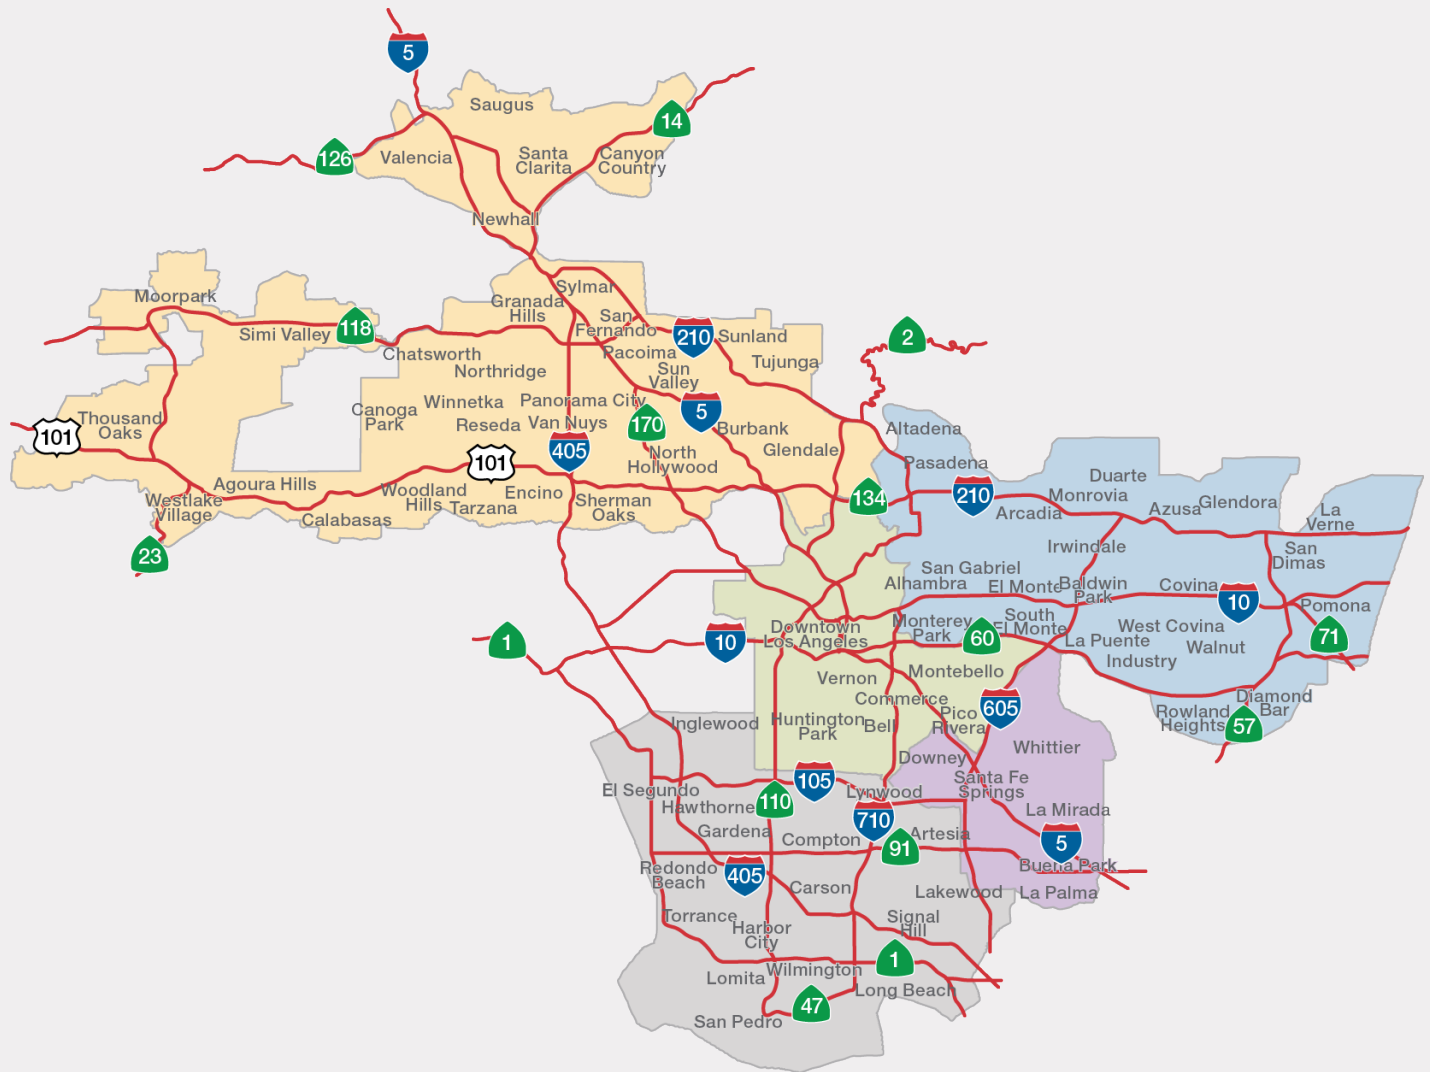 5
Saugus
14
126
Valencia
Santa
Clarita
Canyon
Country
Newhall
Sylmar
Moorpark
Granada
Hills
San
Fernando
118
Simi Valley
210
Sunland
2
Chatsworth
Pacoima
Tujunga
Northridge
Sun
Valley
Canoga
Park
Winnetka
Panorama City
5
Thousand
Oaks
101
Reseda
Van Nuys
170
Burbank
Altadena
405
Glendale
101
North
Hollywood
Pasadena
Agoura Hills
Woodland
Hills
Encino
134
210
Duarte
Monrovia
Westlake
Village
Tarzana
Sherman
Oaks
Arcadia
Azusa
Glendora
La
Verne
Calabasas
23
Irwindale
San
Dimas
San Gabriel
Alhambra
El Monte
Baldwin
Park
Covina
10
Pomona
1
10
Downtown
Los Angeles
Monterey
Park
60
South
El Monte
La Puente
West Covina
Walnut
71
Industry
Vernon
Montebello
Commerce
605
Diamond
Bar
Inglewood
Huntington
Park
Bell
Pico
Rivera
Rowland
Heights
57
Whittier
Downey
105
El Segundo
Lynwood
Santa Fe
Springs
Hawthorne
110
La Mirada
710
Gardena
Compton
91
Artesia
5
Redondo
Beach
405
Carson
Buena Park
Lakewood
La Palma
Torrance
Harbor
City
Signal
Hill
1
Lomita
Wilmington
Long Beach
47
San Pedro